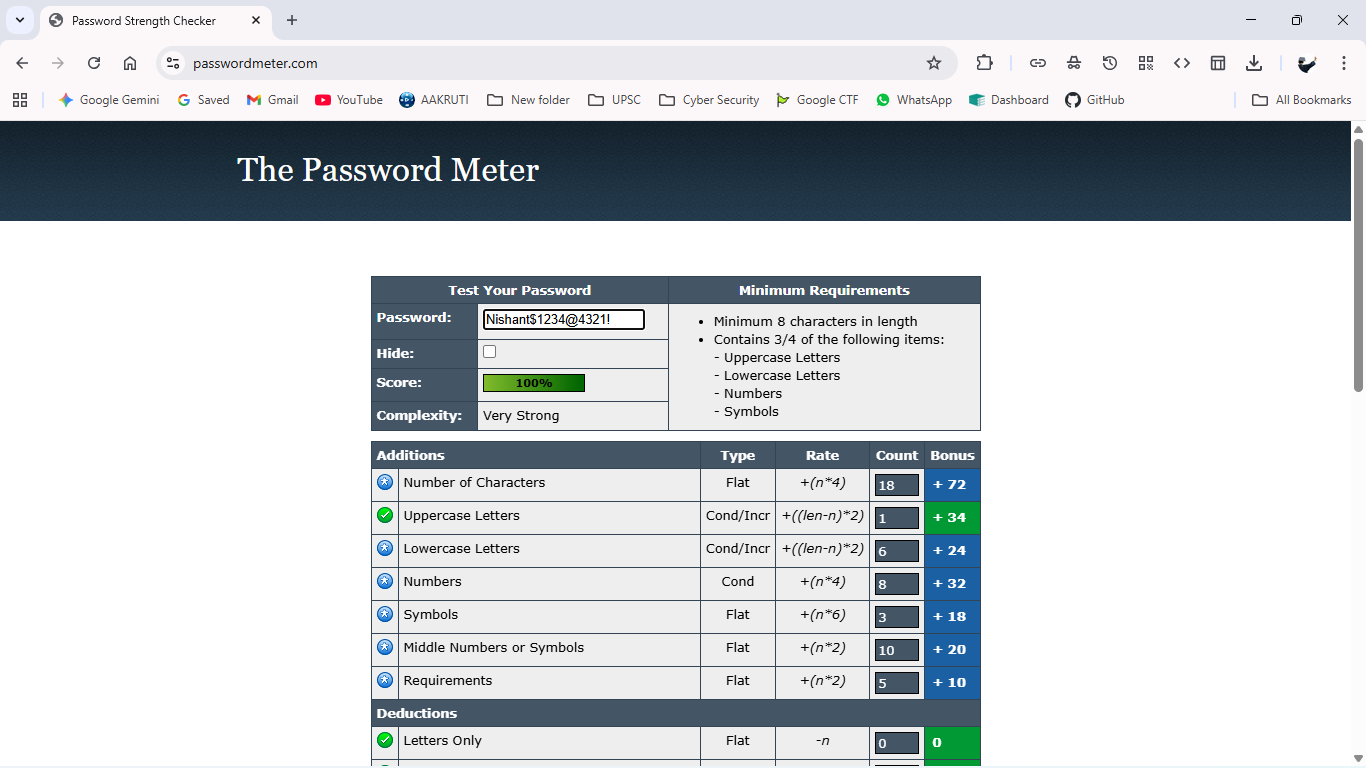 Password Strength Checker
passwordmeter.com
Google Gemini Saved Gmail YouTube AAKRUTI New folder UPSC Cyber Security Google CTF WhatsApp Dashboard GitHub All Bookmarks
The Password Meter
Test Your Password Minimum Requirements
Password: Nishant$1234@4321!
Hide:
Score: 100%
Complexity: Very Strong
• Minimum 8 characters in length
• Contains 3/4 of the following items:
- Uppercase Letters
- Lowercase Letters
- Numbers
- Symbols
Additions Type Rate Count Bonus
Number of Characters Flat +(n*4) 18 + 72
Uppercase Letters Cond/Incr +((len-n)*2) 1 + 34
Lowercase Letters Cond/Incr +((len-n)*2) 6 + 24
Numbers Cond +(n*4) 8 + 32
Symbols Flat +(n*6) 3 + 18
Middle Numbers or Symbols Flat +(n*2) 10 + 20
Requirements Flat +(n*2) 5 + 10
Deductions
Letters Only Flat -n 0 0